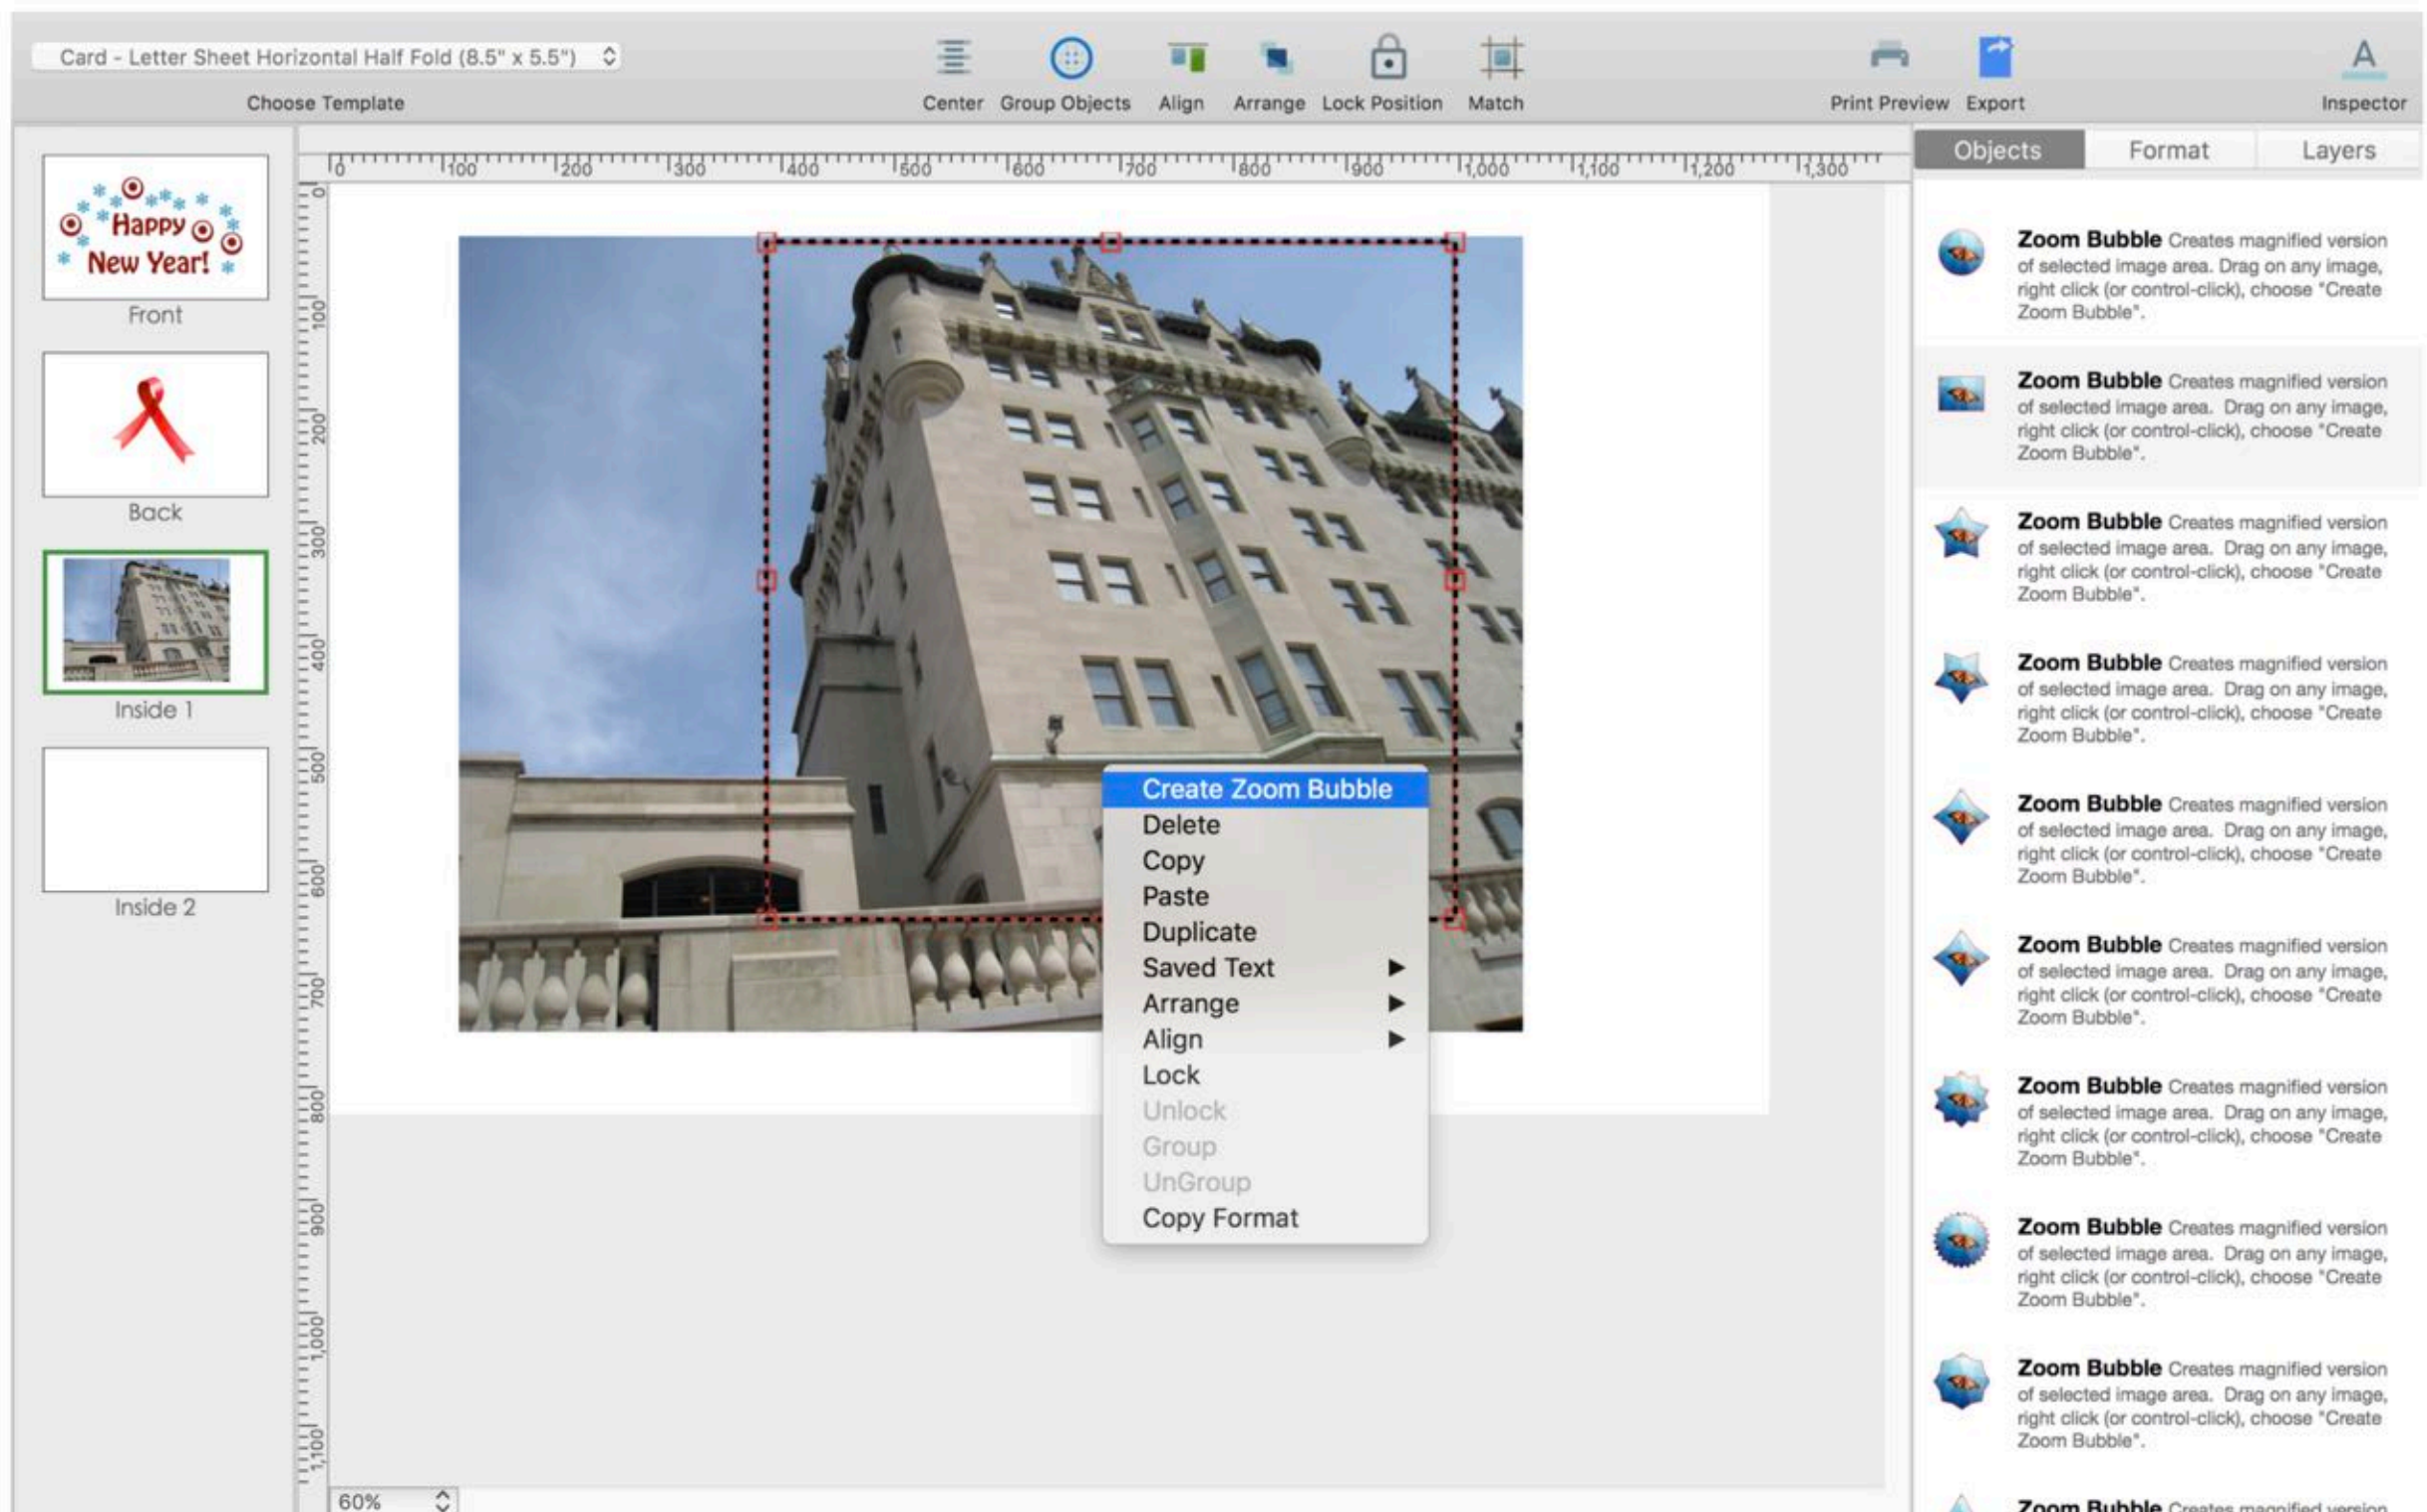 Card - Letter Sheet Horizontal Half Fold (8.5" x 5.5")
Choose Template
Center
Group Objects
Align
Arrange
Lock Position
Match
Print Preview
Export
Inspector
Happy
New Year!
Front
Back
Inside 1
Inside 2
0 100 200 300 400 500 600 700 800 900 1,000 1,100 1,200 1,300
0
100
200
300
400
500
600
700
800
900
1,000
1,100
Create Zoom Bubble
Delete
Copy
Paste
Duplicate
Saved Text
Arrange
Align
Lock
Unlock
Group
UnGroup
Copy Format
60%
Objects
Format
Layers
Zoom Bubble Creates magnified version
of selected image area. Drag on any image,
right click (or control-click), choose "Create
Zoom Bubble".
Zoom Bubble Creates magnified version
of selected image area. Drag on any image,
right click (or control-click), choose "Create
Zoom Bubble".
Zoom Bubble Creates magnified version
of selected image area. Drag on any image,
right click (or control-click), choose "Create
Zoom Bubble".
Zoom Bubble Creates magnified version
of selected image area. Drag on any image,
right click (or control-click), choose "Create
Zoom Bubble".
Zoom Bubble Creates magnified version
of selected image area. Drag on any image,
right click (or control-click), choose "Create
Zoom Bubble".
Zoom Bubble Creates magnified version
of selected image area. Drag on any image,
right click (or control-click), choose "Create
Zoom Bubble".
Zoom Bubble Creates magnified version
of selected image area. Drag on any image,
right click (or control-click), choose "Create
Zoom Bubble".
Zoom Bubble Creates magnified version
of selected image area. Drag on any image,
right click (or control-click), choose "Create
Zoom Bubble".
Zoom Bubble Creates magnified version
of selected image area. Drag on any image,
right click (or control-click), choose "Create
Zoom Bubble".
Zoom Bubble Creates magnified version